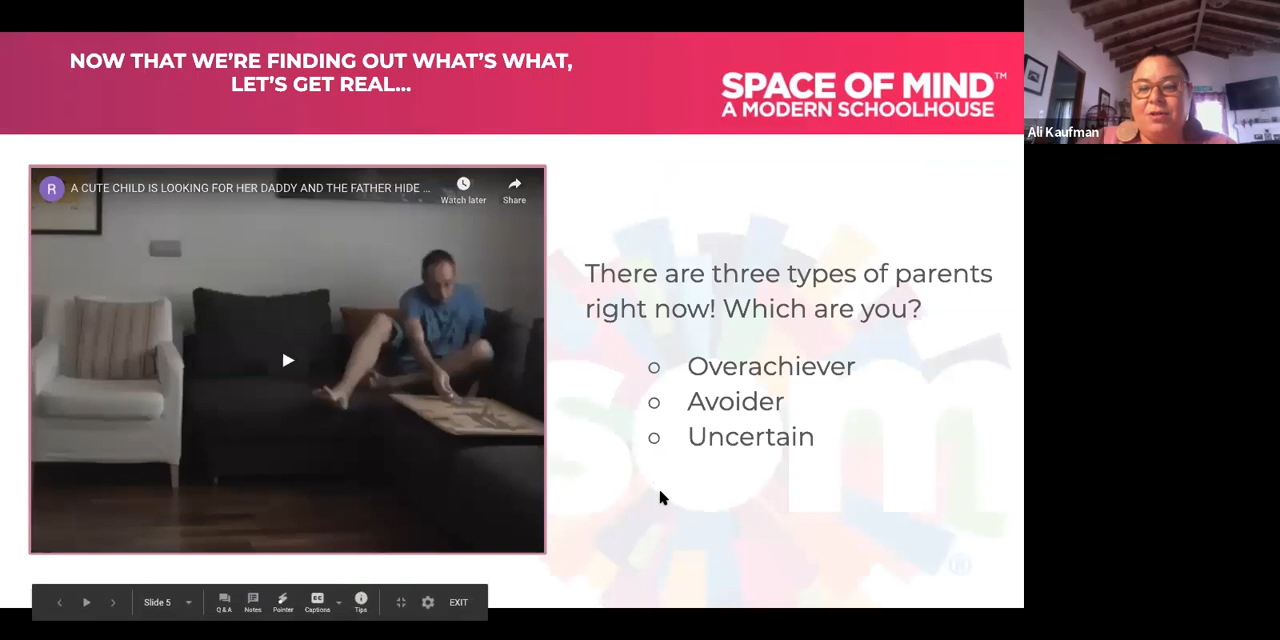 NOW THAT WE'RE FINDING OUT WHAT'S WHAT,
LET'S GET REAL...
SPACE OF MIND™
A MODERN SCHOOLHOUSE
Ali Kaufman
R
A CUTE CHILD IS LOOKING FOR HER DADDY AND THE FATHER HIDE ...
Watch later
Share
There are three types of parents
right now! Which are you?
○ Overachiever
○ Avoider
○ Uncertain
som
Slide 5
Q & A
Notes
Pointer
CC
Captions
Tips
EXIT